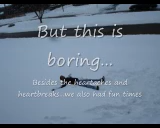 But this is
boring...
Besides the heartaches and
heartbreaks, we also had fun times